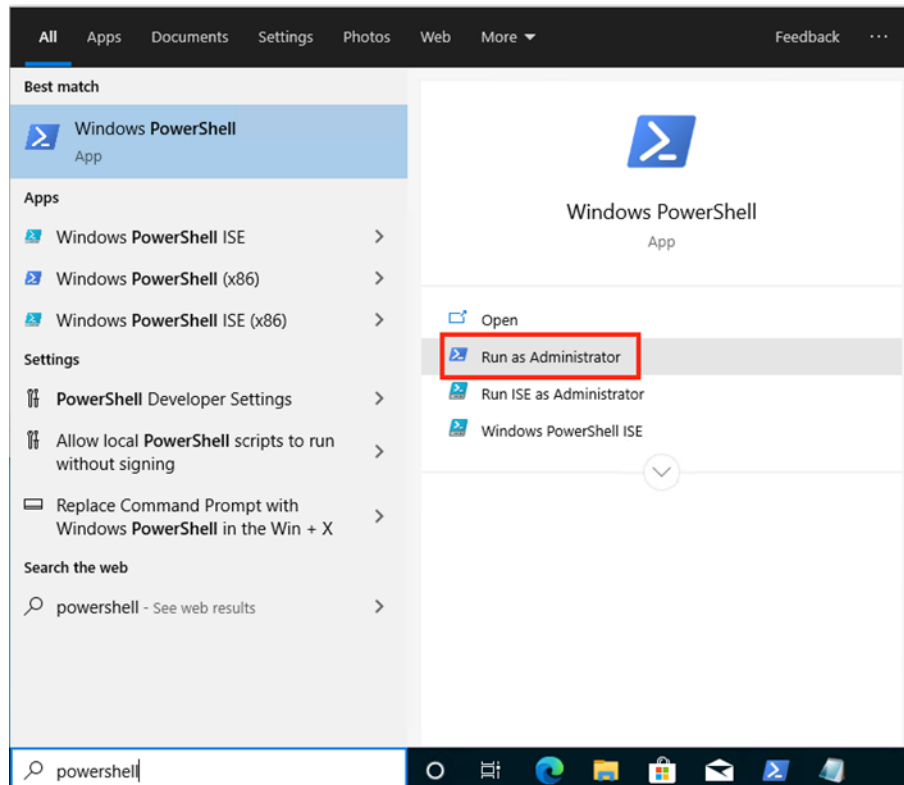 All Apps Documents Settings Photos Web More Feedback ...
Best match
Windows PowerShell
App
Apps
Windows PowerShell ISE
Windows PowerShell (x86)
Windows PowerShell ISE (x86)
Settings
PowerShell Developer Settings
Allow local PowerShell scripts to run
without signing
Replace Command Prompt with
Windows PowerShell in the Win + X
Search the web
powershell - See web results
Windows PowerShell
App
Open
Run as Administrator
Run ISE as Administrator
Windows PowerShell ISE
powershell